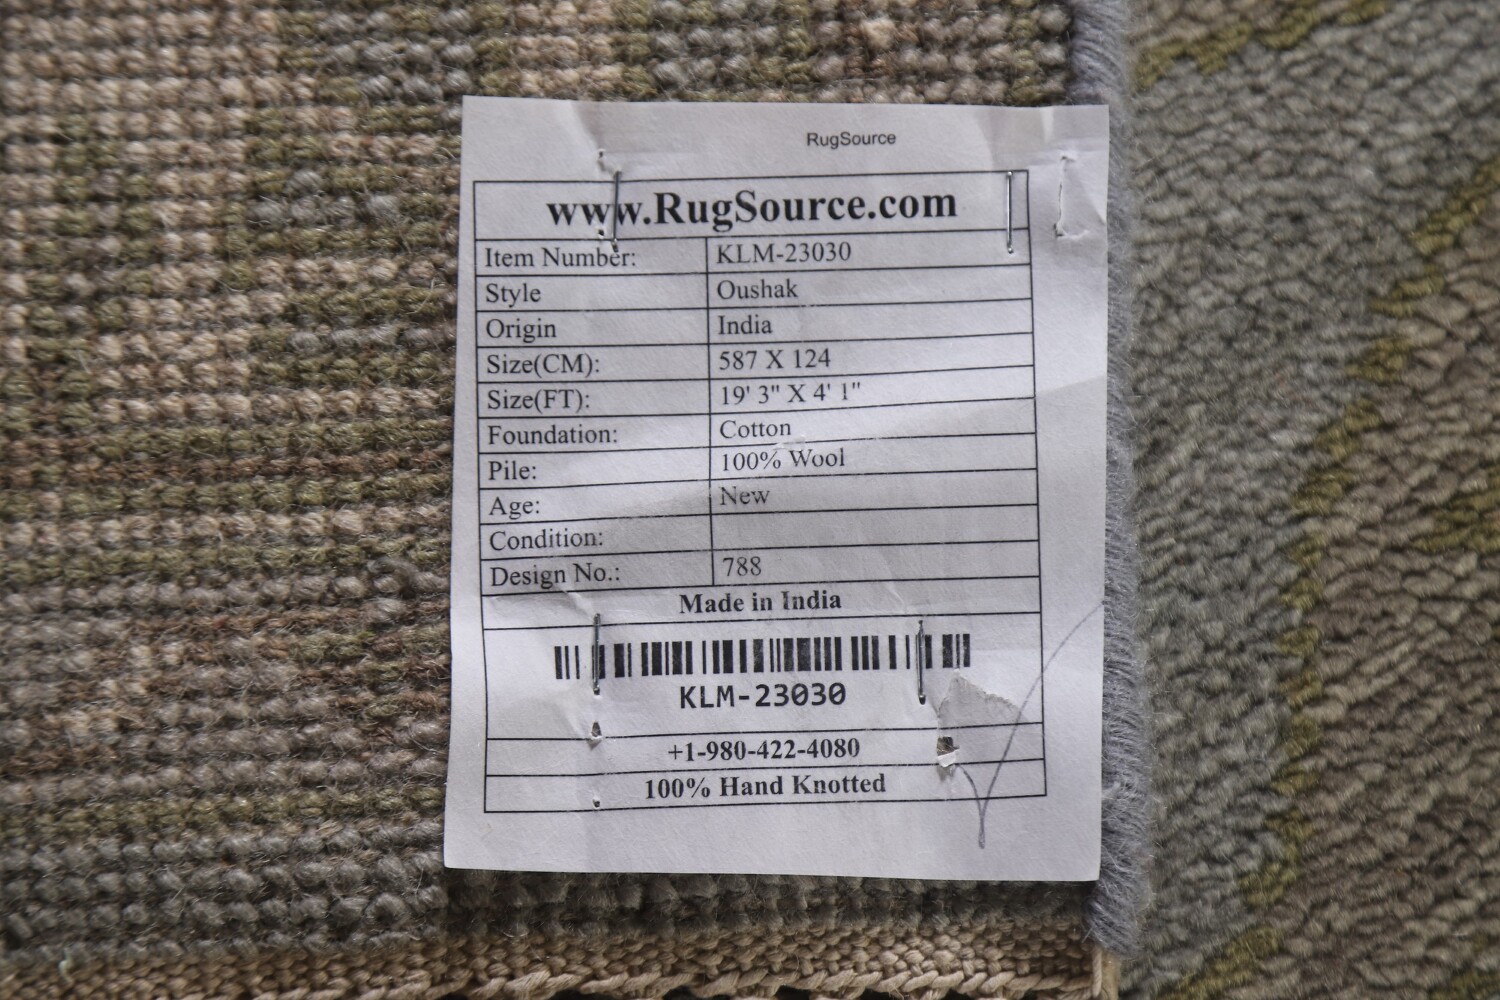 RugSource
www.RugSource.com
Item Number: KLM-23030
Style Oushak
Origin India
Size(CM): 587 X 124
Size(FT): 19' 3" X 4' 1"
Foundation: Cotton
Pile: 100% Wool
Age: New
Condition:
Design No.: 788
Made in India
KLM-23030
+1-980-422-4080
100% Hand Knotted